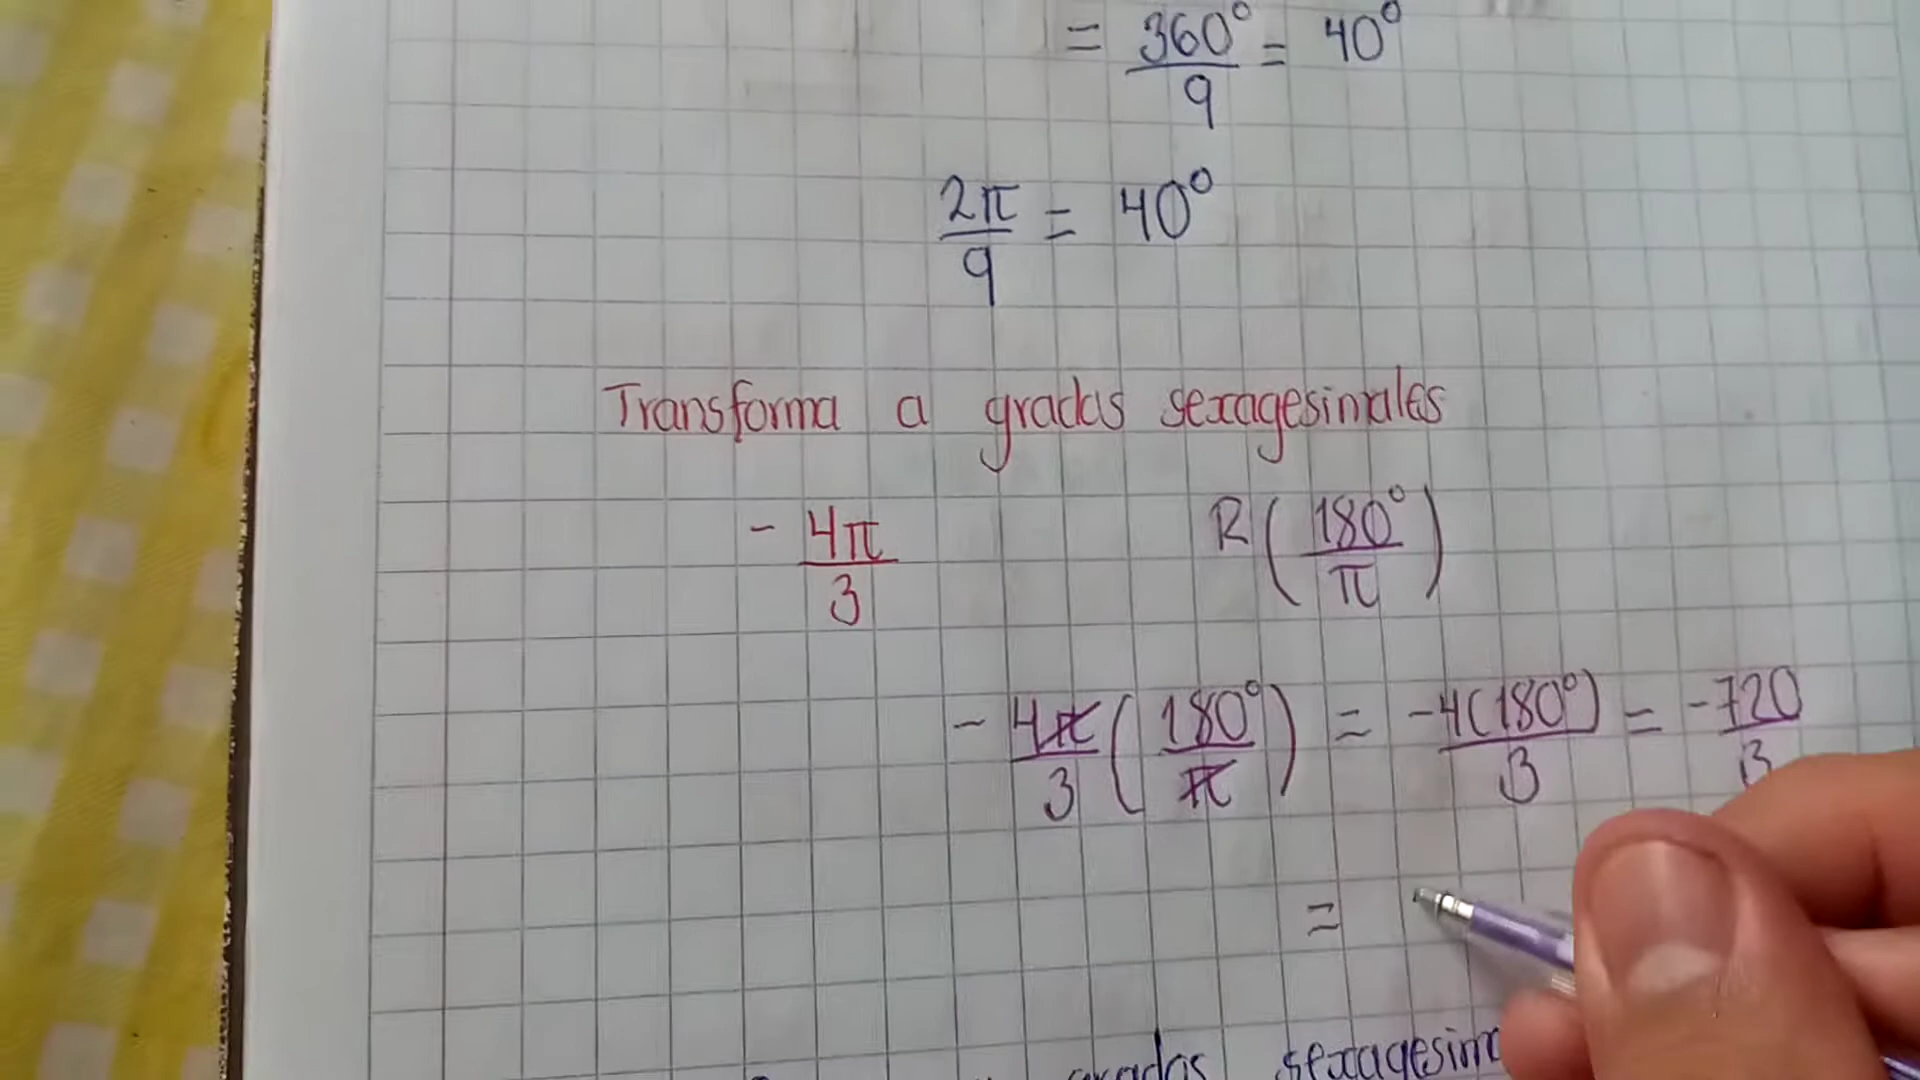 = 360°/9 = 40°
2π/9 = 40°
Transforma a grados sexagesimales
- 4π/3 R(180°/π)
- 4π/3 (180°/π) = -4(180°)/3 = -720/3
=
grados